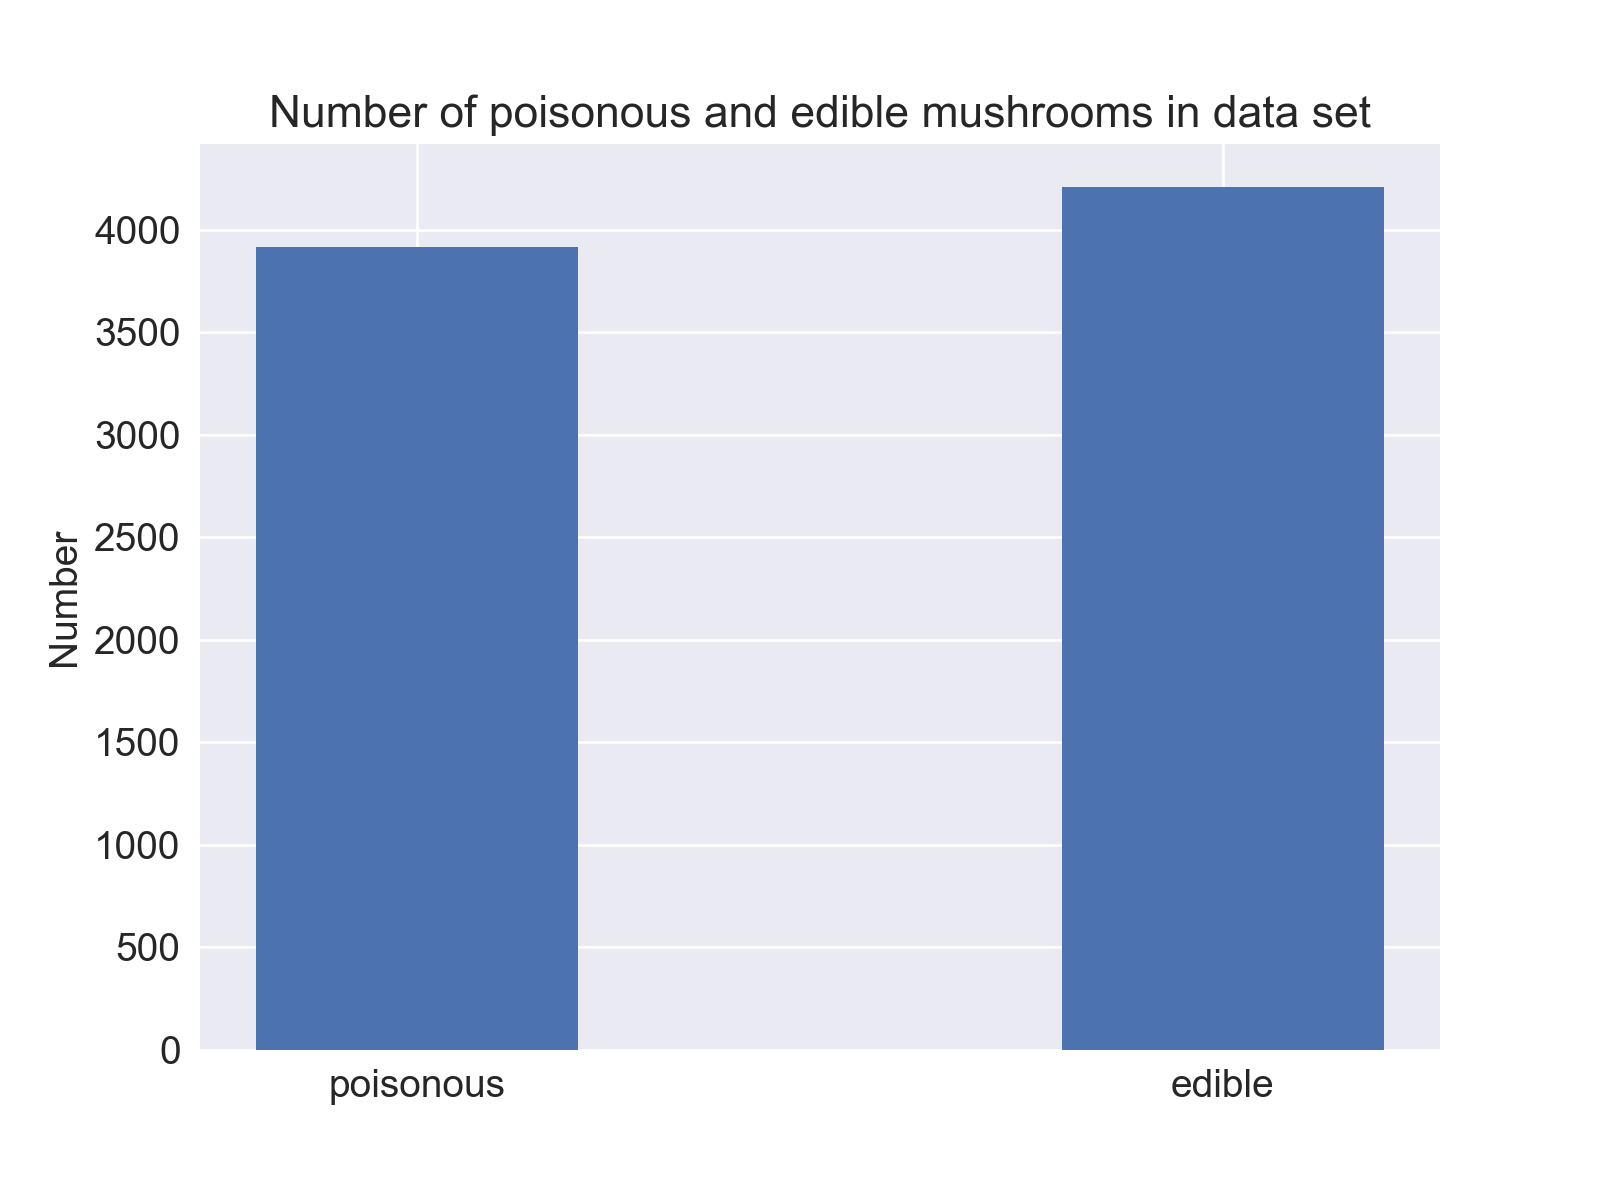 Number of poisonous and edible mushrooms in data set
4000
3500
3000
2500
2000
1500
1000
500
0
Number
poisonous
edible